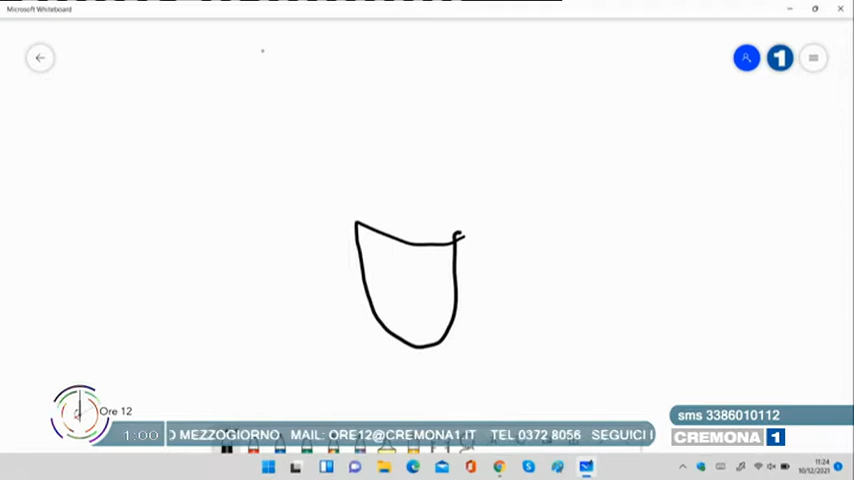 Microsoft Whiteboard
1
Ore 12
sms 3386010112
1:00
O MEZZOGIORNO MAIL: ORE12@CREMONA1.IT TEL 0372 8056 SEGUICI
CREMONA 1
11:24
10/12/2021